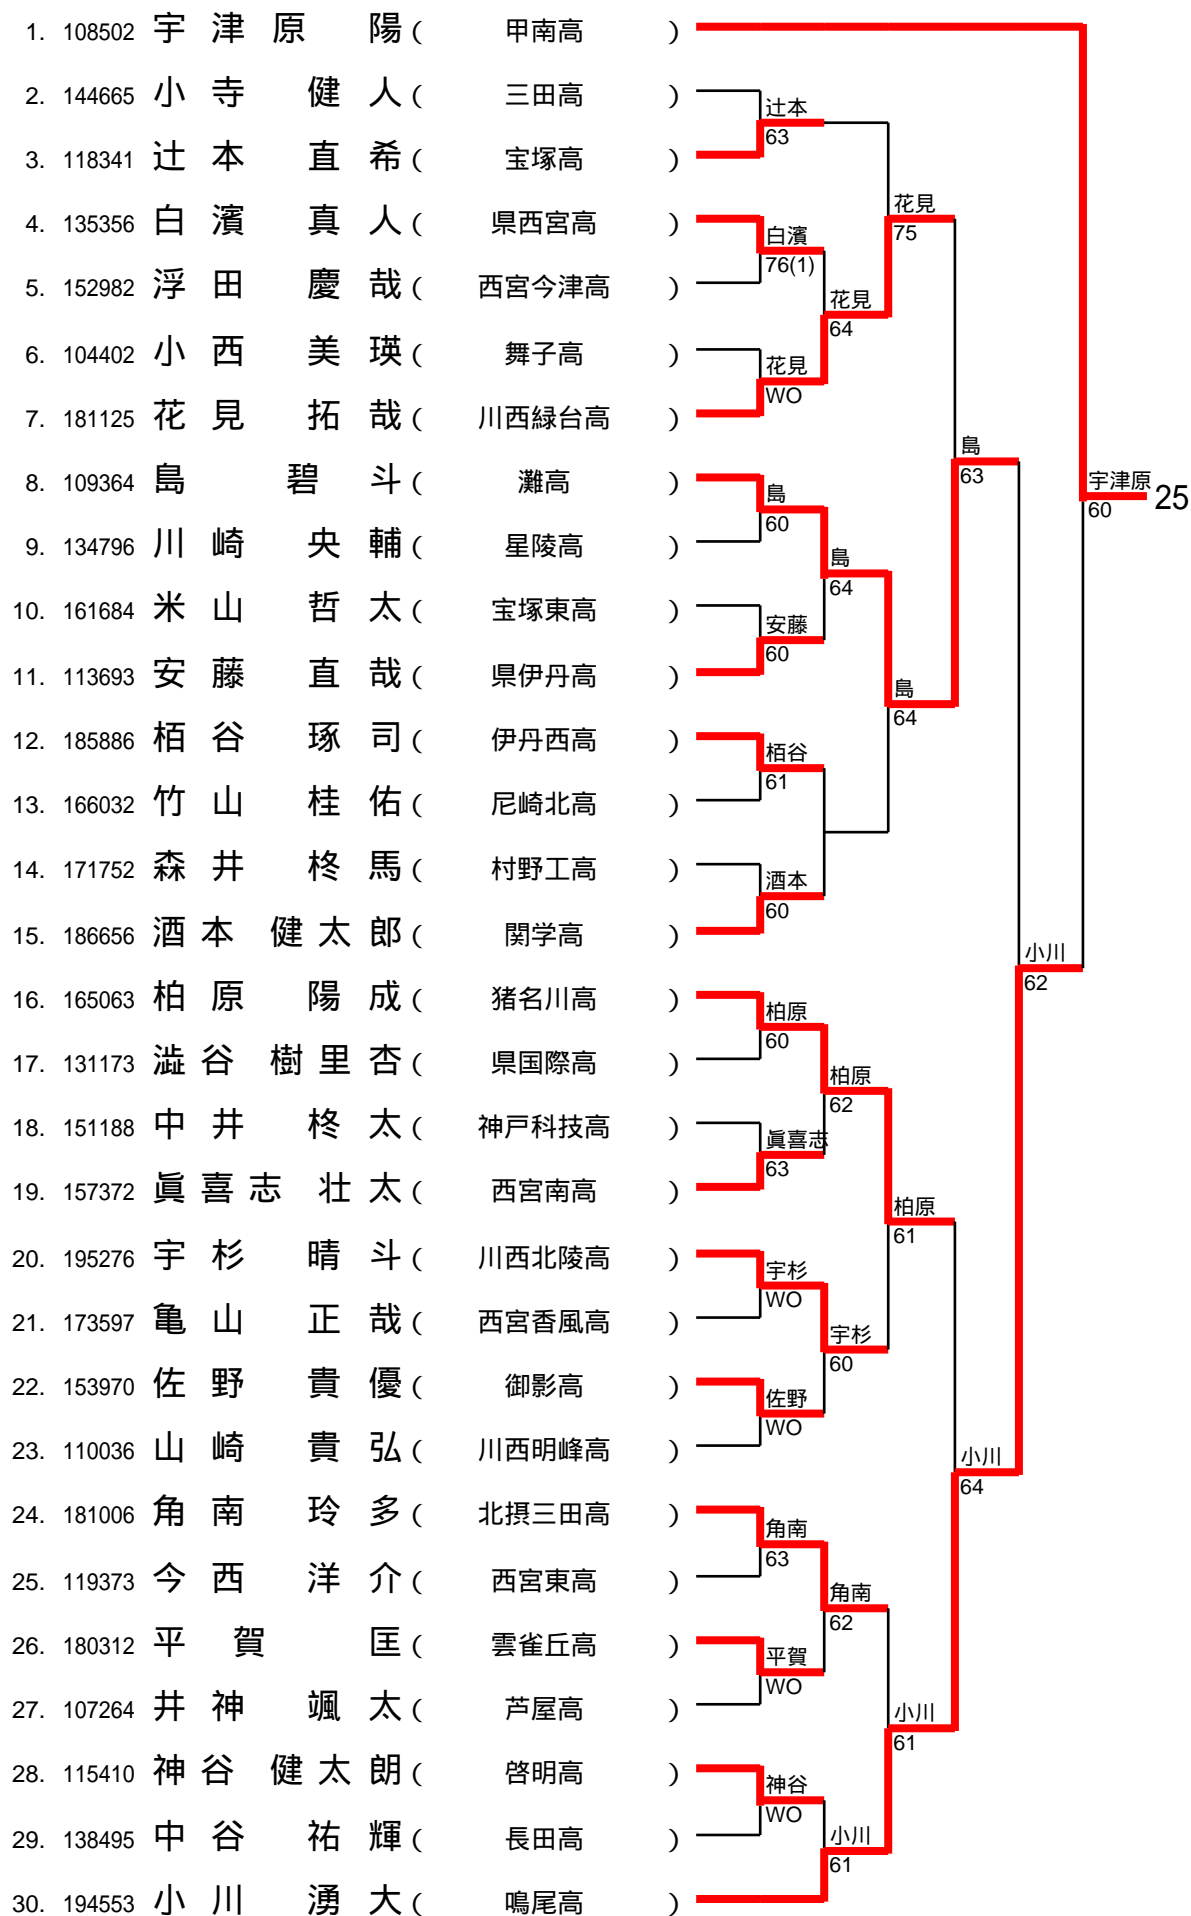 1. 108502 宇津原 陽 ( 甲南高 )
2. 144665 小寺 健人 ( 三田高 )
辻本
63
3. 118341 辻本 直希 ( 宝塚高 )
花見
75
4. 135356 白濱 真人 ( 県西宮高 )
白濱
76(1)
5. 152982 浮田 慶哉 ( 西宮今津高 )
花見
64
6. 104402 小西 美瑛 ( 舞子高 )
花見
WO
7. 181125 花見 拓哉 ( 川西緑台高 )
島
63
8. 109364 島 碧斗 ( 灘高 )
宇津原 25
60
島
60
9. 134796 川崎 央輔 ( 星陵高 )
島
64
10. 161684 米山 哲太 ( 宝塚東高 )
安藤
60
11. 113693 安藤 直哉 ( 県伊丹高 )
島
64
12. 185886 栢谷 琢司 ( 伊丹西高 )
栢谷
61
13. 166032 竹山 桂佑 ( 尼崎北高 )
14. 171752 森井 柊馬 ( 村野工高 )
酒本
60
15. 186656 酒本 健太郎 ( 関学高 )
小川
62
16. 165063 柏原 陽成 ( 猪名川高 )
柏原
60
17. 131173 澁谷 樹里杏 ( 県国際高 )
柏原
62
18. 151188 中井 柊太 ( 神戸科技高 )
眞喜志
63
19. 157372 眞喜志 壮太 ( 西宮南高 )
柏原
61
20. 195276 宇杉 晴斗 ( 川西北陵高 )
宇杉
WO
21. 173597 亀山 正哉 ( 西宮香風高 )
宇杉
60
22. 153970 佐野 貴優 ( 御影高 )
佐野
WO
23. 110036 山崎 貴弘 ( 川西明峰高 )
小川
64
24. 181006 角南 玲多 ( 北摂三田高 )
角南
63
25. 119373 今西 洋介 ( 西宮東高 )
角南
62
26. 180312 平賀 匡 ( 雲雀丘高 )
平賀
WO
27. 107264 井神 颯太 ( 芦屋高 )
小川
61
28. 115410 神谷 健太朗 ( 啓明高 )
神谷
WO
29. 138495 中谷 祐輝 ( 長田高 )
小川
61
30. 194553 小川 湧大 ( 鳴尾高 )